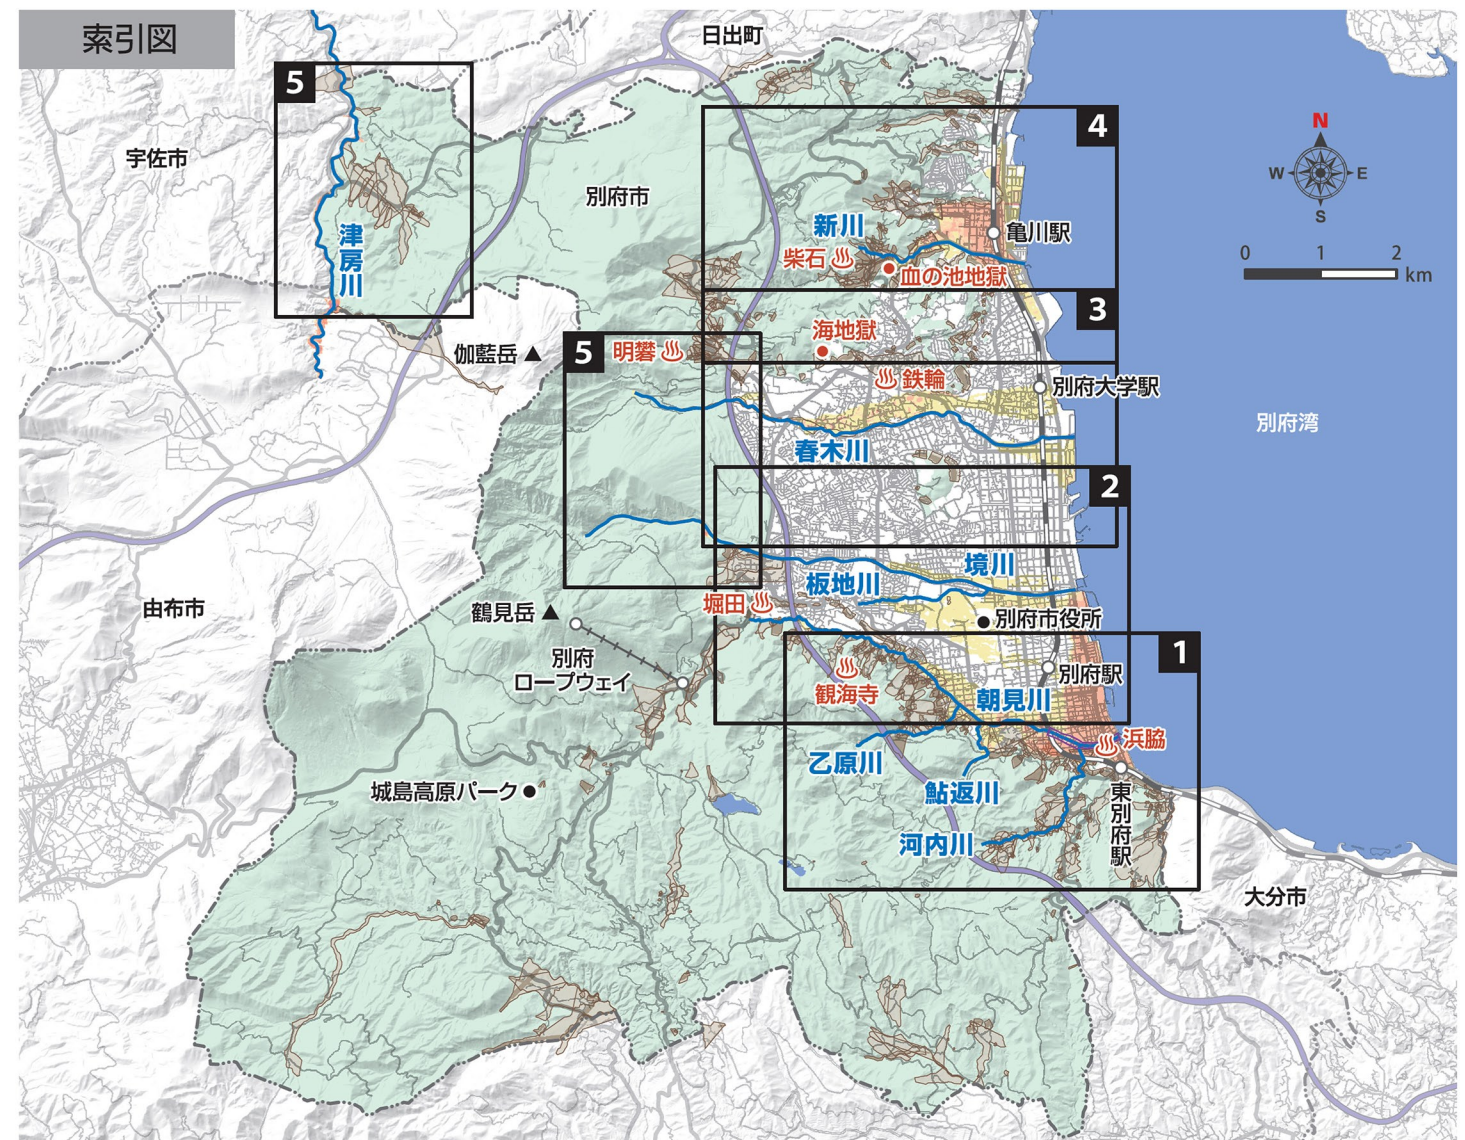 索引図
日出町
5
4
N
宇佐市
W
E
別府市
S
新川
亀川駅
津房川
柴石
血の池地獄
0 1 2
km
3
海地獄
伽藍岳
5
明礬
鉄輪
別府大学駅
別府湾
春木川
2
境川
板地川
由布市
鶴見岳
堀田
別府市役所
別府
ロープウェイ
1
別府駅
観海寺
朝見川
浜脇
乙原川
城島高原パーク
鮎返川
東別府駅
河内川
大分市